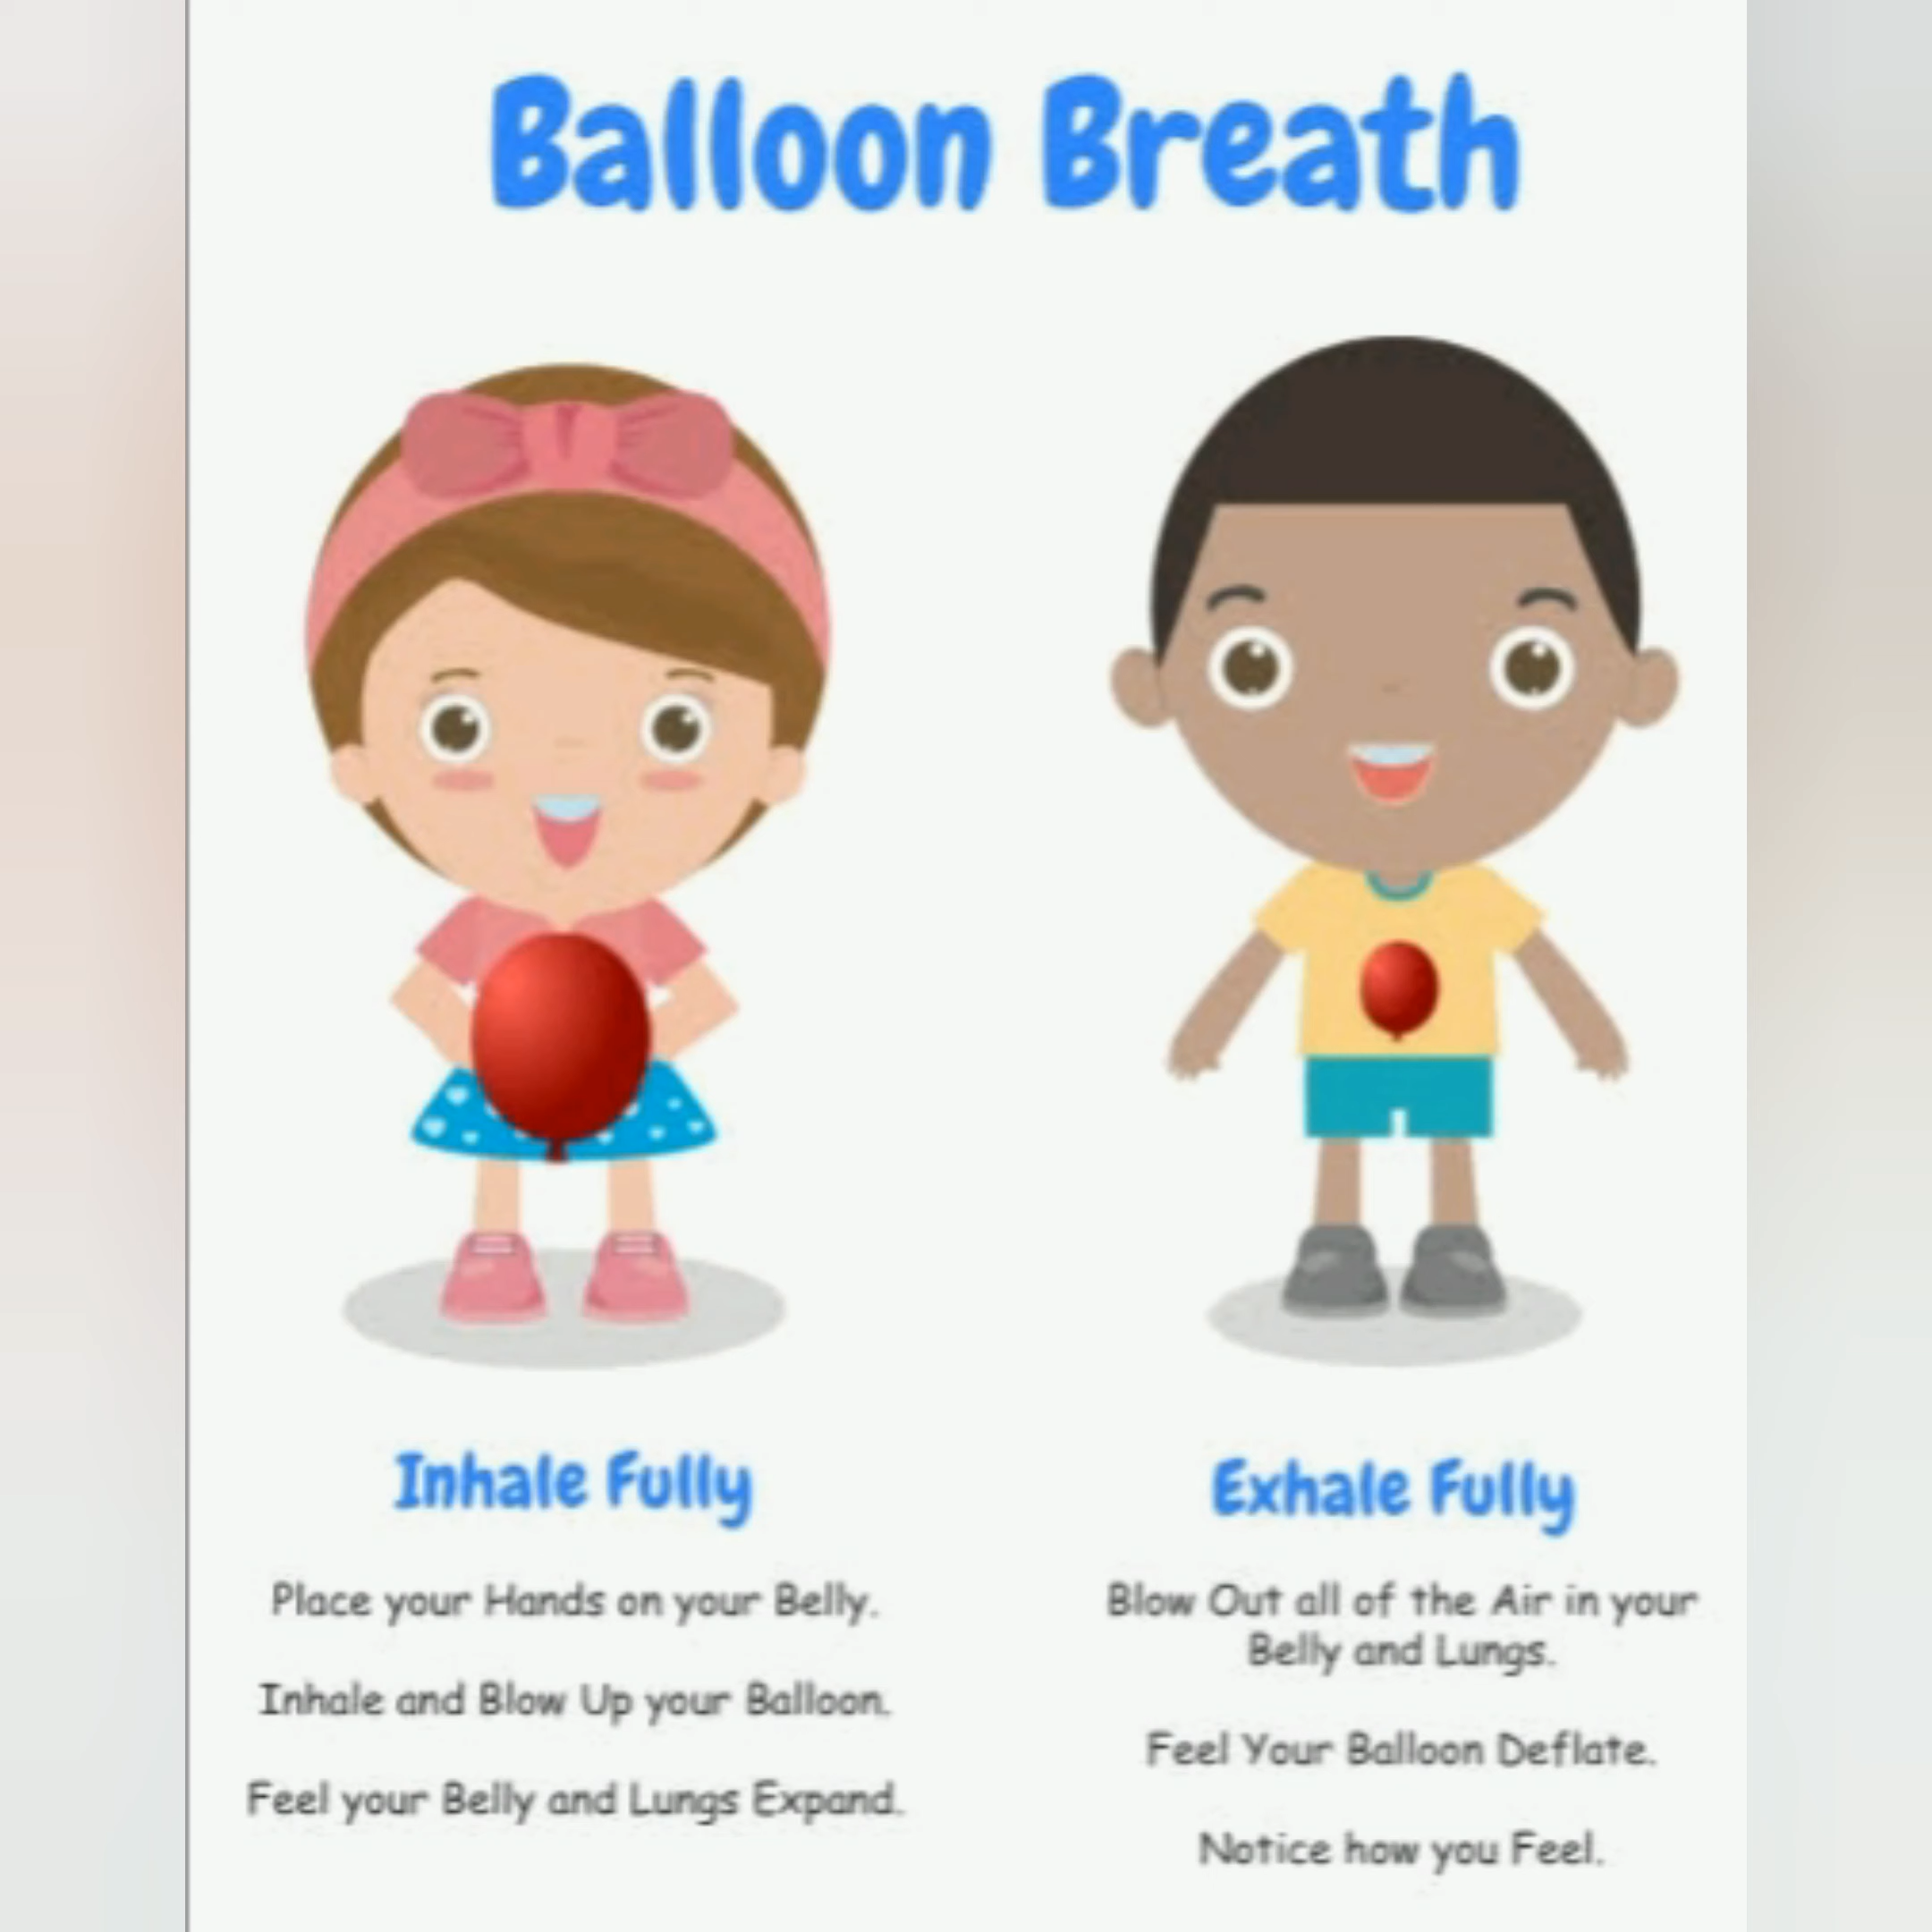 Balloon Breath
Inhale Fully
Place your Hands on your Belly.
Inhale and Blow Up your Balloon.
Feel your Belly and Lungs Expand.
Exhale Fully
Blow Out all of the Air in your
Belly and Lungs.
Feel Your Balloon Deflate.
Notice how you Feel.